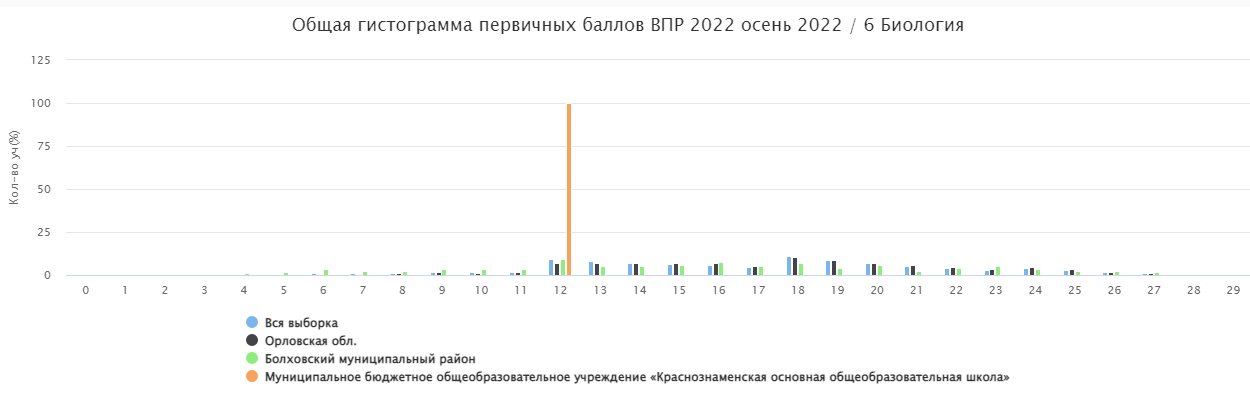 Общая гистограмма первичных баллов ВПР 2022 осень 2022 / 6 Биология
Кол-во уч(%)
125
100
75
50
25
0
0 1 2 3 4 5 6 7 8 9 10 11 12 13 14 15 16 17 18 19 20 21 22 23 24 25 26 27 28 29
Вся выборка
Орловская обл.
Болховский муниципальный район
Муниципальное бюджетное общеобразовательное учреждение «Краснознаменская основная общеобразовательная школа»